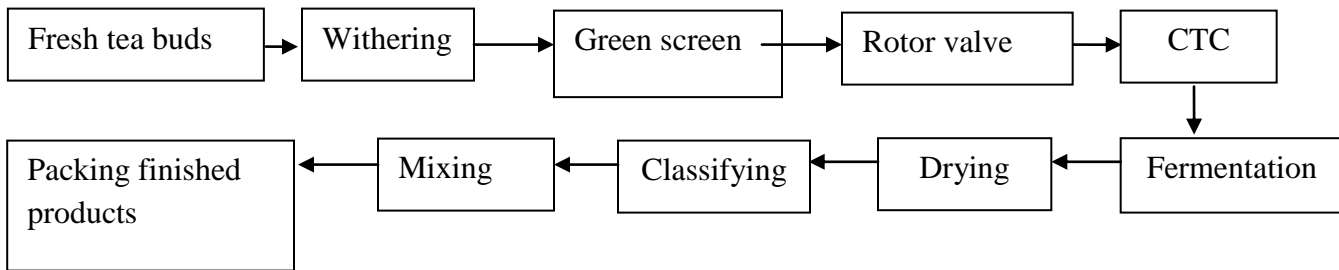 Fresh tea buds
Withering
Green screen
Rotor valve
CTC
Fermentation
Drying
Classifying
Mixing
Packing finished
products